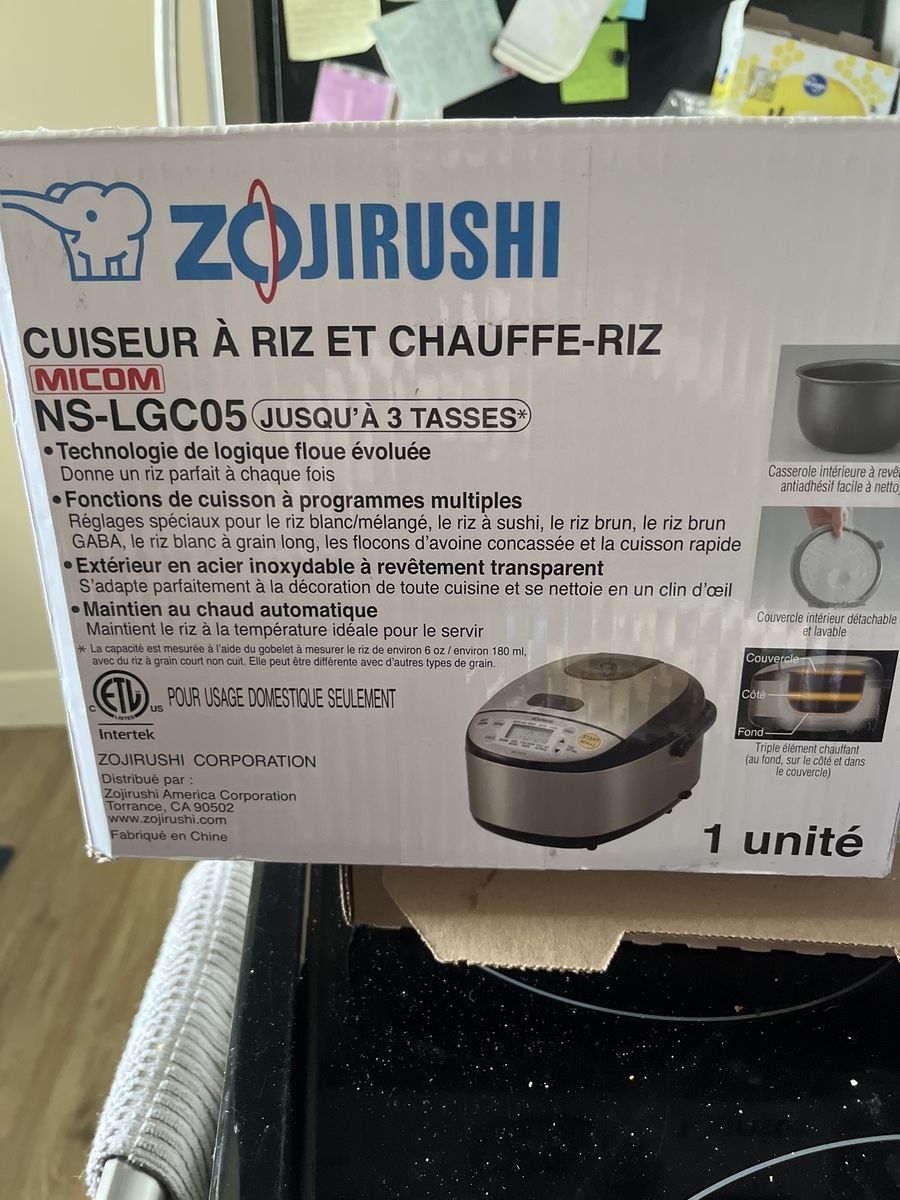 ZOJIRUSHI
CUISEUR À RIZ ET CHAUFFE-RIZ
MICOM
NS-LGC05 JUSQU'À 3 TASSES*
•Technologie de logique floue évoluée
Donne un riz parfait à chaque fois
•Fonctions de cuisson à programmes multiples
Réglages spéciaux pour le riz blanc/mélangé, le riz à sushi, le riz brun, le riz brun
GABA, le riz blanc à grain long, les flocons d'avoine concassée et la cuisson rapide
•Extérieur en acier inoxydable à revêtement transparent
S'adapte parfaitement à la décoration de toute cuisine et se nettoie en un clin d'œil
•Maintien au chaud automatique
Maintient le riz à la température idéale pour le servir
* La capacité est mesurée à l'aide du gobelet à mesurer le riz de environ 6 oz / environ 180 ml,
avec du riz à grain court non cuit. Elle peut être différente avec d'autres types de grain.
C ETL LISTED US POUR USAGE DOMESTIQUE SEULEMENT
Intertek
ZOJIRUSHI CORPORATION
Distribué par :
Zojirushi America Corporation
Torrance, CA 90502
www.zojirushi.com
Fabriqué en Chine
Casserole intérieure à
antiadhésif facile à
Couvercle intérieur détachable
et lavable
Couvercle
Côté
Fond
Triple élément chauffant
(au fond, sur le côté et dans
le couvercle)
START
1 unité